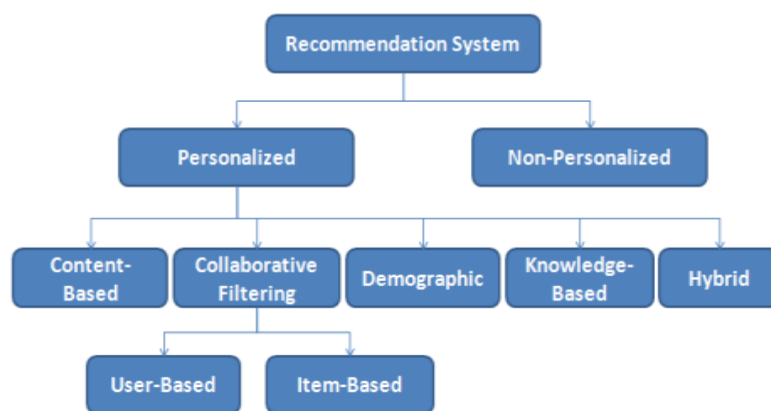 Recommendation System
Personalized
Non-Personalized
Content-
Based
Collaborative
Filtering
Demographic
Knowledge-
Based
Hybrid
User-Based
Item-Based